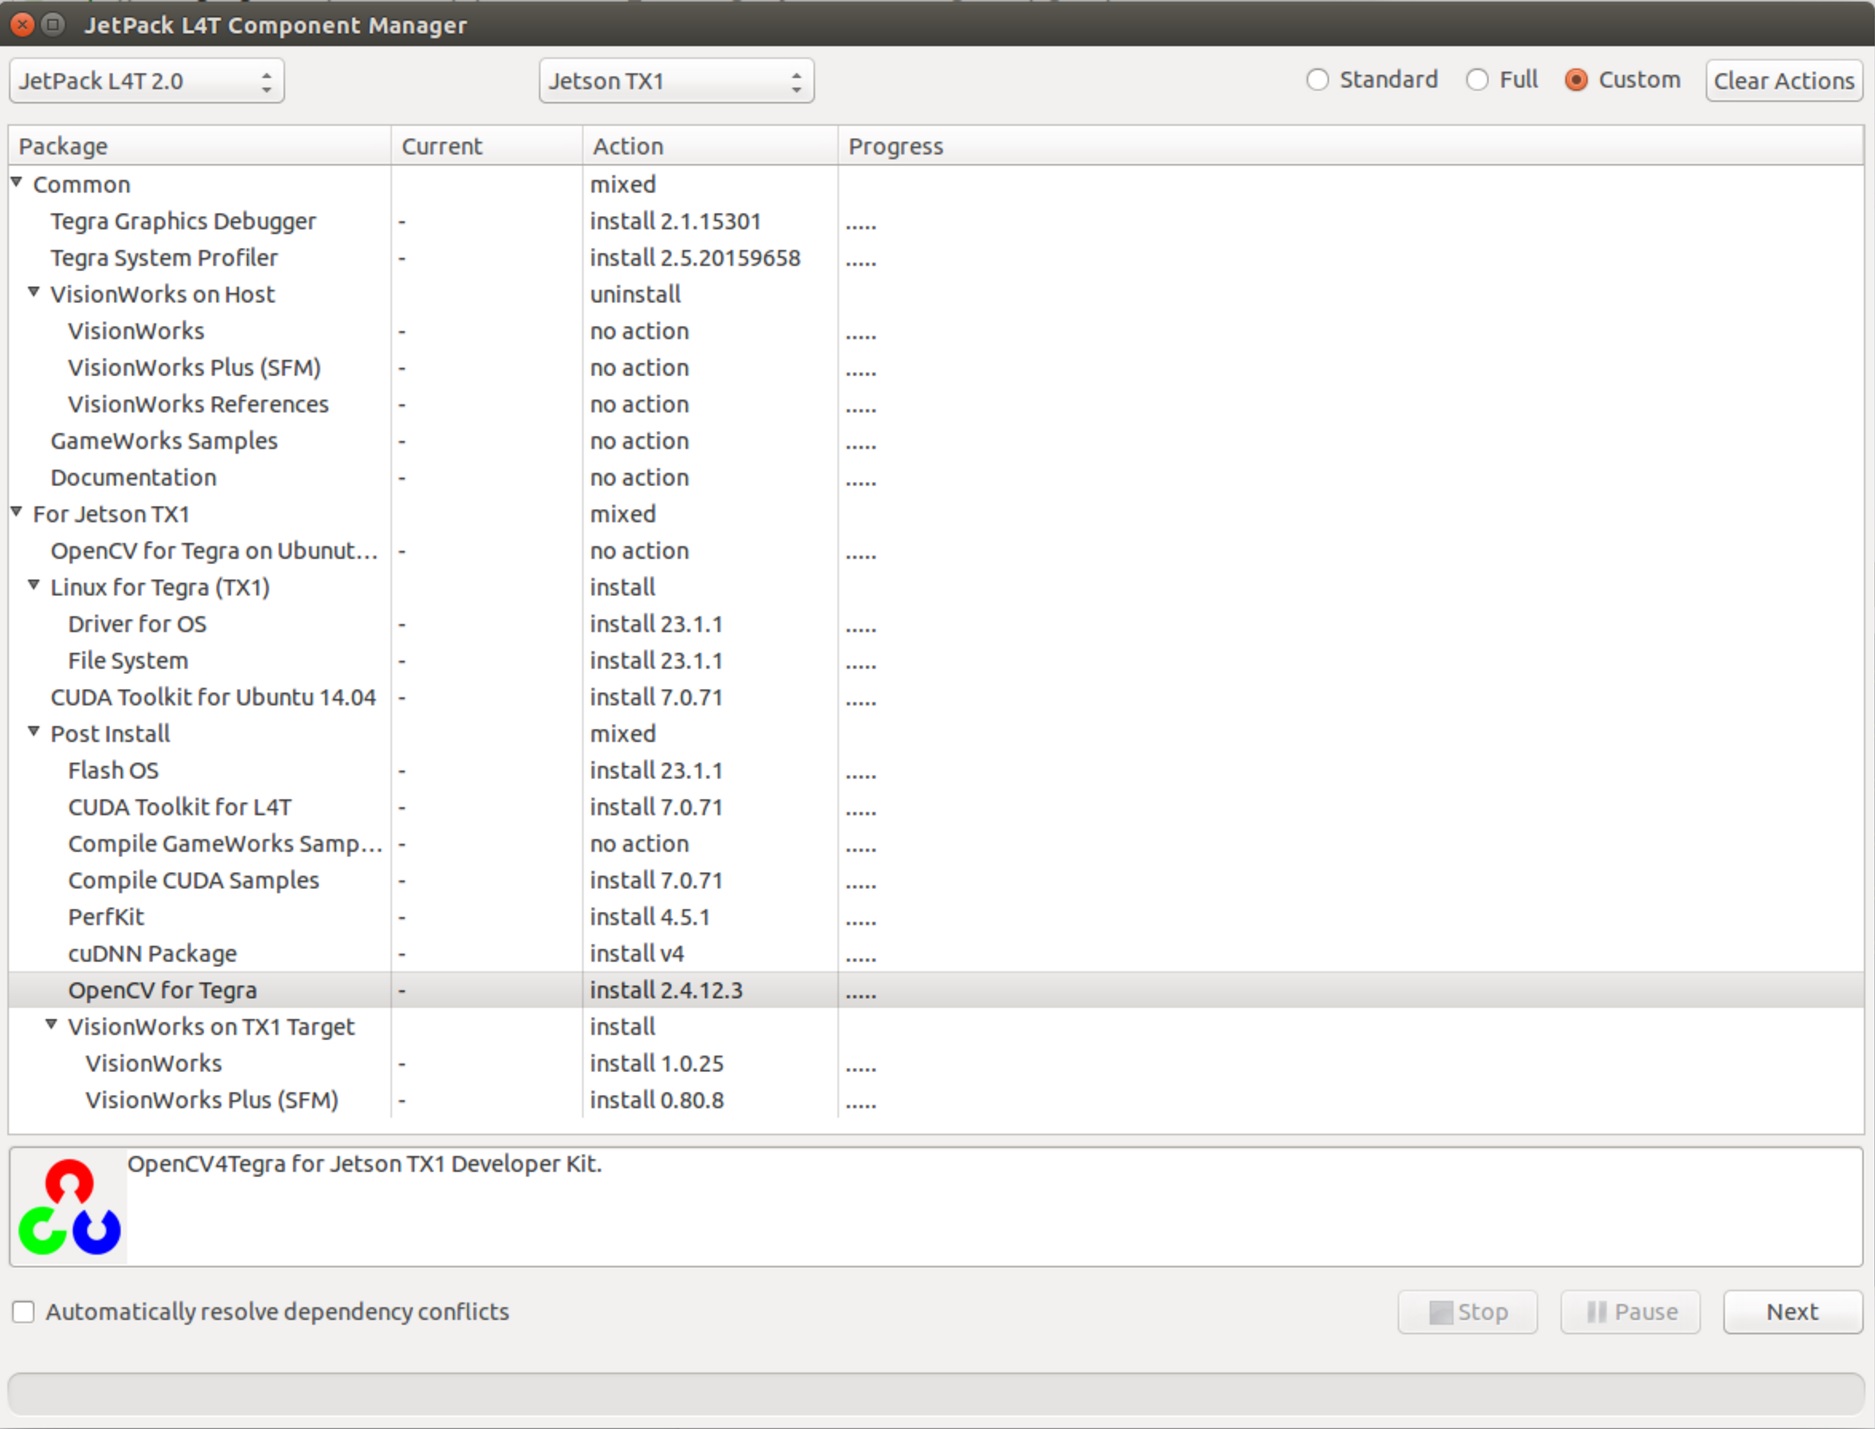 JetPack L4T Component Manager
JetPack L4T 2.0 Jetson TX1 Standard Full Custom Clear Actions
Package Current Action Progress
Common mixed
Tegra Graphics Debugger - install 2.1.15301 .....
Tegra System Profiler - install 2.5.20159658 .....
VisionWorks on Host uninstall
VisionWorks - no action .....
VisionWorks Plus (SFM) - no action .....
VisionWorks References - no action .....
GameWorks Samples - no action .....
Documentation - no action .....
For Jetson TX1 mixed
OpenCV for Tegra on Ubunut... - no action .....
Linux for Tegra (TX1) install
Driver for OS - install 23.1.1 .....
File System - install 23.1.1 .....
CUDA Toolkit for Ubuntu 14.04 - install 7.0.71 .....
Post Install mixed
Flash OS - install 23.1.1 .....
CUDA Toolkit for L4T - install 7.0.71 .....
Compile GameWorks Samp... - no action .....
Compile CUDA Samples - install 7.0.71 .....
PerfKit - install 4.5.1 .....
cuDNN Package - install v4 .....
OpenCV for Tegra - install 2.4.12.3 .....
VisionWorks on TX1 Target install
VisionWorks - install 1.0.25 .....
VisionWorks Plus (SFM) - install 0.80.8 .....
OpenCV4Tegra for Jetson TX1 Developer Kit.
Automatically resolve dependency conflicts Stop Pause Next